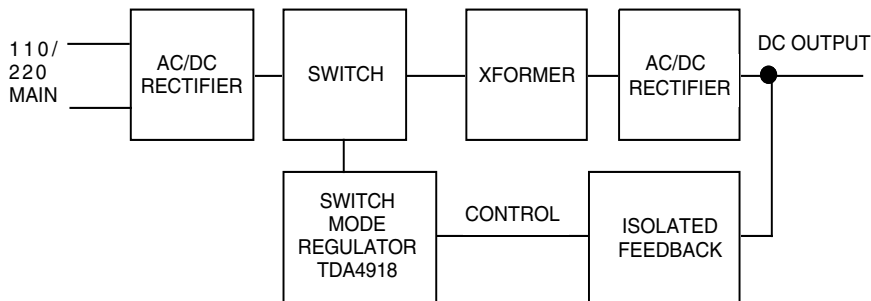 110/
220
MAIN
AC/DC
RECTIFIER
SWITCH
XFORMER
AC/DC
RECTIFIER
DC OUTPUT
SWITCH
MODE
REGULATOR
TDA4918
CONTROL
ISOLATED
FEEDBACK